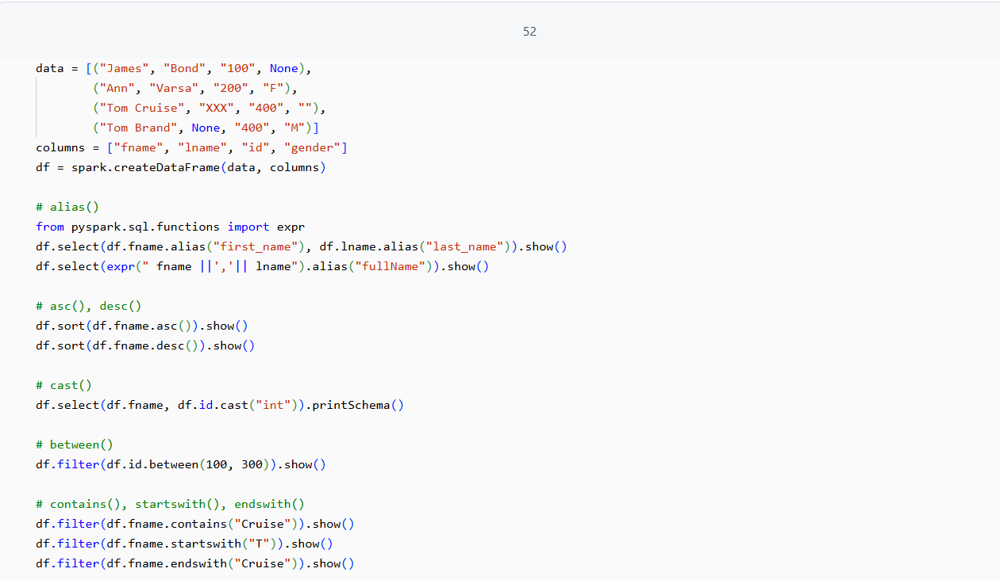 52
data = [("James", "Bond", "100", None),
        ("Ann", "Varsa", "200", "F"),
        ("Tom Cruise", "XXX", "400", ""),
        ("Tom Brand", None, "400", "M")]
columns = ["fname", "lname", "id", "gender"]
df = spark.createDataFrame(data, columns)

# alias()
from pyspark.sql.functions import expr
df.select(df.fname.alias("first_name"), df.lname.alias("last_name")).show()
df.select(expr(" fname ||','|| lname").alias("fullName")).show()

# asc(), desc()
df.sort(df.fname.asc()).show()
df.sort(df.fname.desc()).show()

# cast()
df.select(df.fname, df.id.cast("int")).printSchema()

# between()
df.filter(df.id.between(100, 300)).show()

# contains(), startswith(), endswith()
df.filter(df.fname.contains("Cruise")).show()
df.filter(df.fname.startswith("T")).show()
df.filter(df.fname.endswith("Cruise")).show()